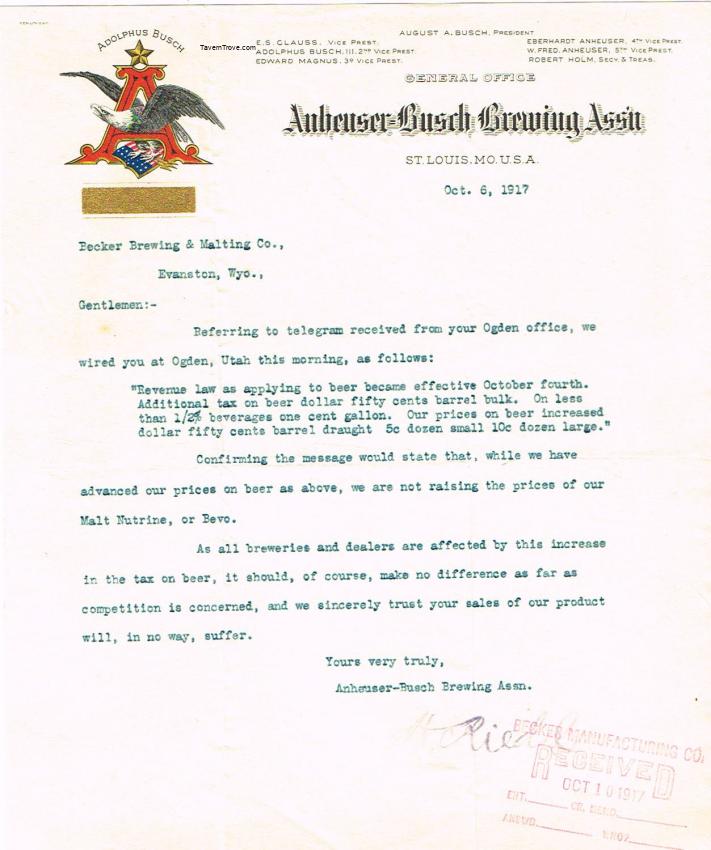 ADOLPHUS BUSCH
TavernTrove.com
AUGUST A. BUSCH, PRESIDENT
E.S. CLAUSS, VICE PREST.
ADOLPHUS BUSCH, III. 2ND VICE PREST.
EDWARD MAGNUS, 3D VICE PREST.
EBERHARDT ANHEUSER, 4TH VICE PREST.
W. FRED. ANHEUSER, 5TH VICE PREST.
ROBERT HOLM, SECY. & TREAS.
GENERAL OFFICE
Anheuser-Busch Brewing Ass'n
ST. LOUIS, MO. U.S.A.
Oct. 6, 1917
Becker Brewing & Malting Co.,
Evanston, Wyo.,
Gentlemen:-
Referring to telegram received from your Ogden office, we
wired you at Ogden, Utah this morning, as follows:
"Revenue law as applying to beer became effective October fourth.
Additional tax on beer dollar fifty cents barrel bulk. On less
than 1/2% beverages one cent gallon. Our prices on beer increased
dollar fifty cents barrel draught 5c dozen small 10c dozen large."
Confirming the message would state that, while we have
advanced our prices on beer as above, we are not raising the prices of our
Malt Nutrine, or Bevo.
As all breweries and dealers are affected by this increase
in the tax on beer, it should, of course, make no difference as far as
competition is concerned, and we sincerely trust your sales of our product
will, in no way, suffer.
Yours very truly,
Anheuser-Busch Brewing Assn.
BECKER MANUFACTURING CO.
RECEIVED
OCT 10 1917
ENT. CR. MEMO.
ANSWD.